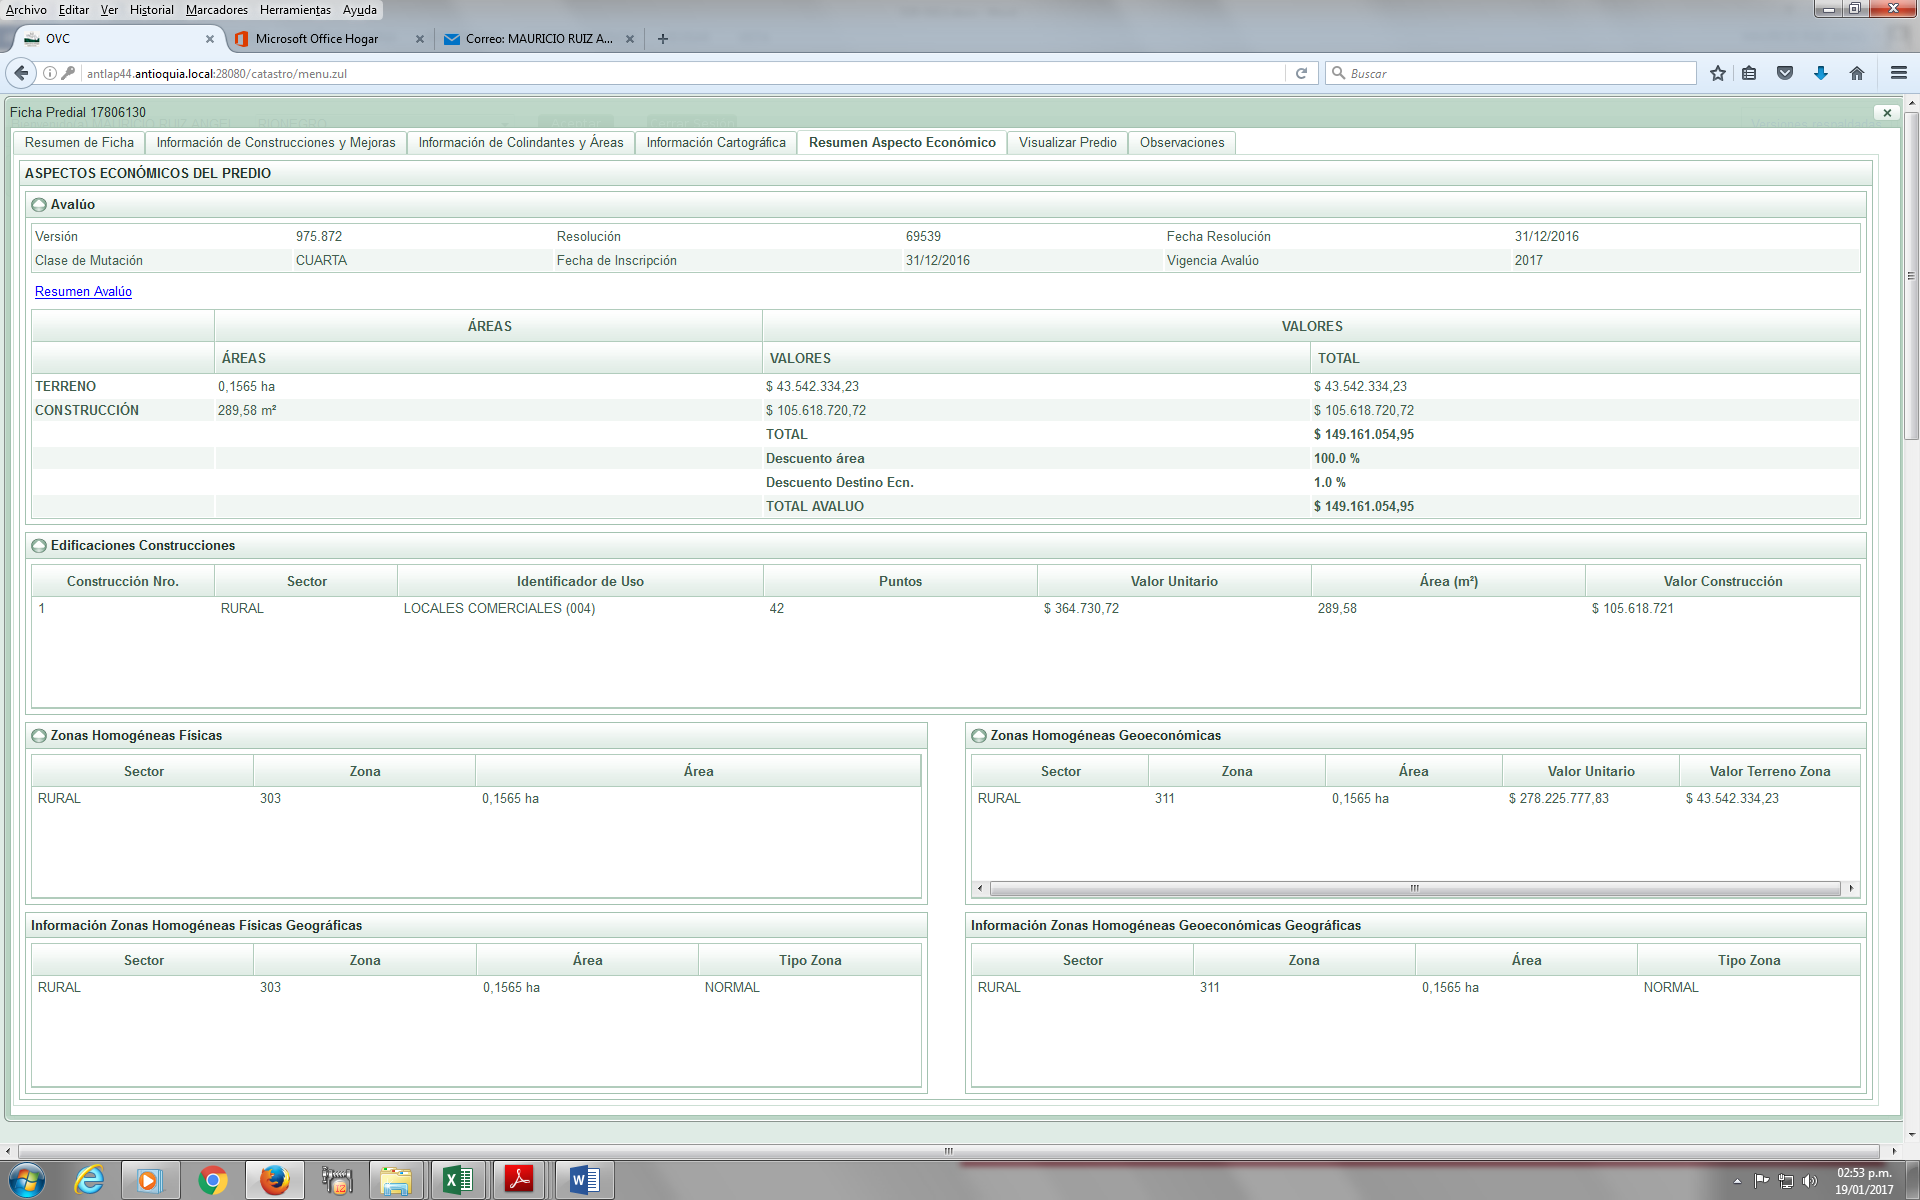 Archivo Editar Ver Historial Marcadores Herramientas Ayuda
OVC Microsoft Office Hogar Correo: MAURICIO RUIZ A...
antlap44.antioquia.local:28080/catastro/menu.zul Buscar
Ficha Predial 17806130
Resumen de Ficha Información de Construcciones y Mejoras Información de Colindantes y Áreas Información Cartográfica Resumen Aspecto Económico Visualizar Predio Observaciones
ASPECTOS ECONÓMICOS DEL PREDIO
Avalúo
Versión 975.872 Resolución 69539 Fecha Resolución 31/12/2016
Clase de Mutación CUARTA Fecha de Inscripción 31/12/2016 Vigencia Avalúo 2017
Resumen Avalúo
ÁREAS VALORES
ÁREAS VALORES TOTAL
TERRENO 0,1565 ha $ 43.542.334,23 $ 43.542.334,23
CONSTRUCCIÓN 289,58 m² $ 105.618.720,72 $ 105.618.720,72
TOTAL $ 149.161.054,95
Descuento área 100.0 %
Descuento Destino Ecn. 1.0 %
TOTAL AVALUO $ 149.161.054,95
Edificaciones Construcciones
Construcción Nro. Sector Identificador de Uso Puntos Valor Unitario Área (m²) Valor Construcción
1 RURAL LOCALES COMERCIALES (004) 42 $ 364.730,72 289,58 $ 105.618.721
Zonas Homogéneas Físicas Zonas Homogéneas Geoeconómicas
Sector Zona Área Sector Zona Área Valor Unitario Valor Terreno Zona
RURAL 303 0,1565 ha RURAL 311 0,1565 ha $ 278.225.777,83 $ 43.542.334,23
Información Zonas Homogéneas Físicas Geográficas Información Zonas Homogéneas Geoeconómicas Geográficas
Sector Zona Área Tipo Zona Sector Zona Área Tipo Zona
RURAL 303 0,1565 ha NORMAL RURAL 311 0,1565 ha NORMAL
02:53 p.m.
19/01/2017